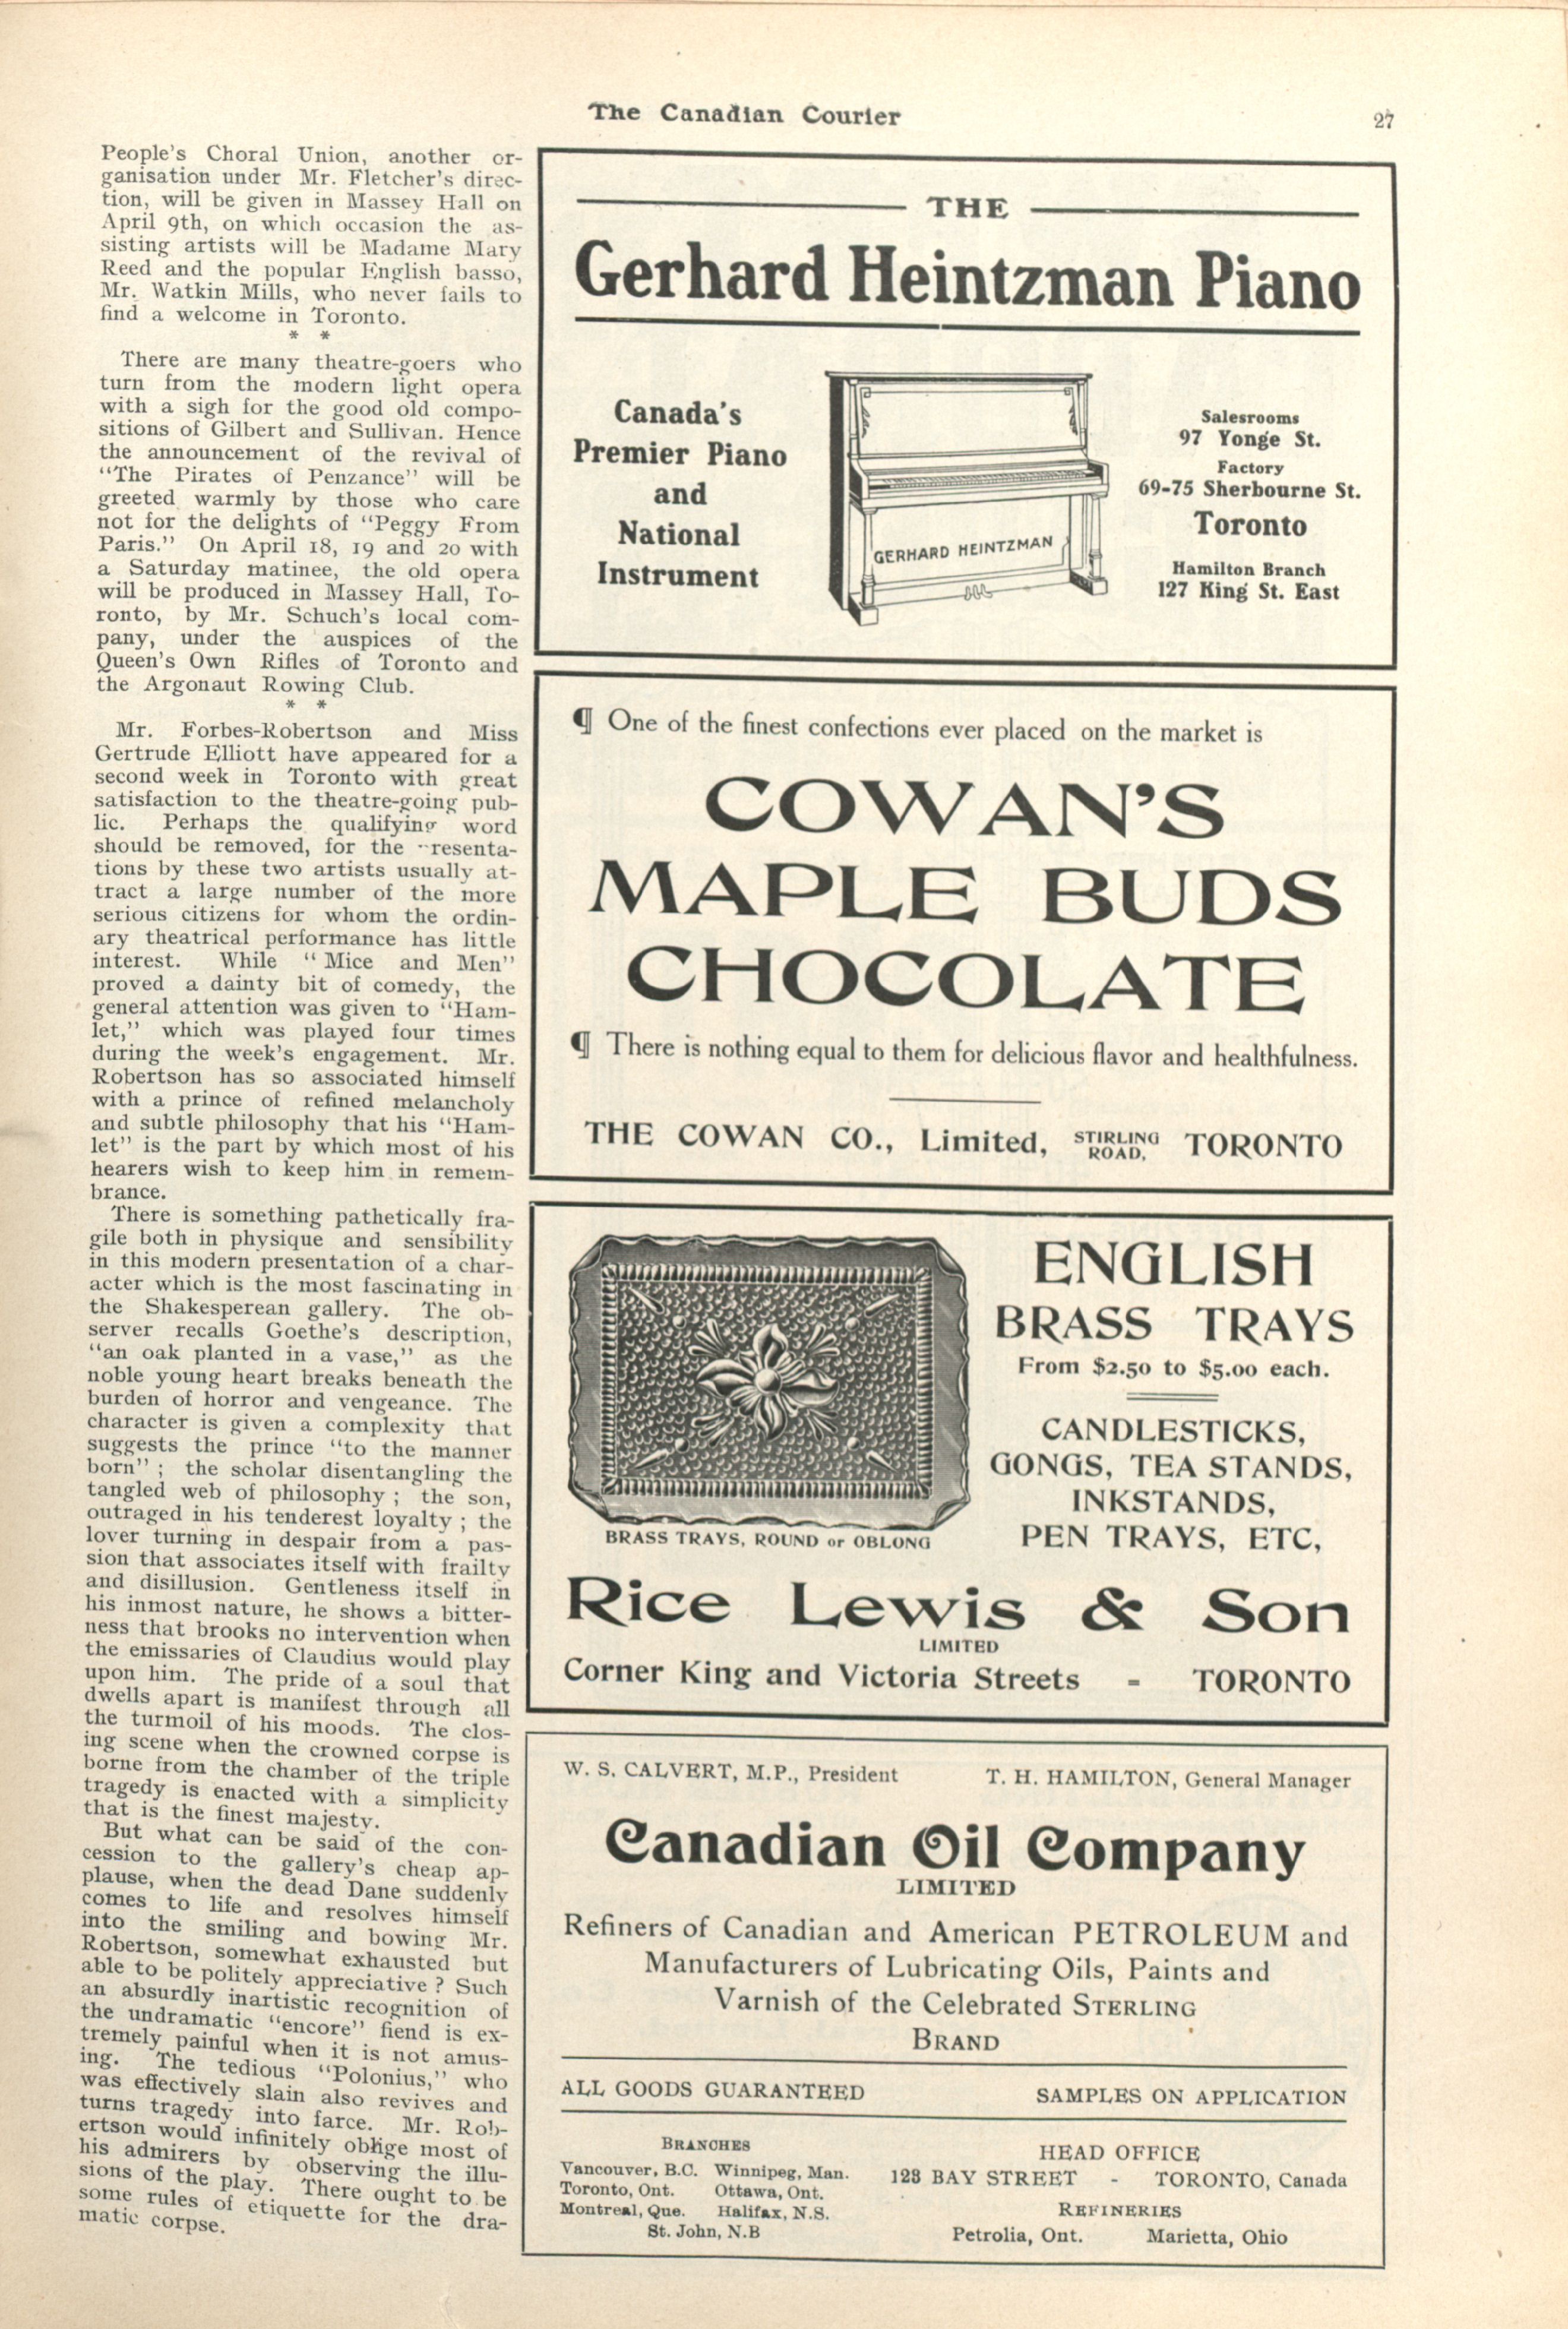 The Canadian Courier
27
People's Choral Union, another or-
ganisation under Mr. Fletcher's direc-
tion, will be given in Massey Hall on
April 9th, on which occasion the as-
sisting artists will be Madame Mary
Reed and the popular English basso,
Mr. Watkin Mills, who never fails to
find a welcome in Toronto.
* *
There are many theatre-goers who
turn from the modern light opera
with a sigh for the good old compo-
sitions of Gilbert and Sullivan. Hence
the announcement of the revival of
"The Pirates of Penzance" will be
greeted warmly by those who care
not for the delights of "Peggy From
Paris." On April 18, 19 and 20 with
a Saturday matinee, the old opera
will be produced in Massey Hall, To-
ronto, by Mr. Schuch's local com-
pany, under the auspices of the
Queen's Own Rifles of Toronto and
the Argonaut Rowing Club.
* *
Mr. Forbes-Robertson and Miss
Gertrude Elliott have appeared for a
second week in Toronto with great
satisfaction to the theatre-going pub-
lic. Perhaps the qualifying word
should be removed, for the resenta-
tions by these two artists usually at-
tract a large number of the more
serious citizens for whom the ordin-
ary theatrical performance has little
interest. While "Mice and Men"
proved a dainty bit of comedy, the
general attention was given to "Ham-
let," which was played four times
during the week's engagement. Mr.
Robertson has so associated himself
with a prince of refined melancholy
and subtle philosophy that his "Ham-
let" is the part by which most of his
hearers wish to keep him in remem-
brance.
There is something pathetically fra-
gile both in physique and sensibility
in this modern presentation of a char-
acter which is the most fascinating in
the Shakesperean gallery. The ob-
server recalls Goethe's description,
"an oak planted in a vase," as the
noble young heart breaks beneath the
burden of horror and vengeance. The
character is given a complexity that
suggests the prince "to the manner
born"; the scholar disentangling the
tangled web of philosophy; the son,
outraged in his tenderest loyalty; the
lover turning in despair from a pas-
sion that associates itself with frailty
and disillusion. Gentleness itself in
his inmost nature, he shows a bitter-
ness that brooks no intervention when
the emissaries of Claudius would play
upon him. The pride of a soul that
dwells apart is manifest through all
the turmoil of his moods. The clos-
ing scene when the crowned corpse is
borne from the chamber of the triple
tragedy is enacted with a simplicity
that is the finest majesty.
But what can be said of the con-
cession to the gallery's cheap ap-
plause, when the dead Dane suddenly
comes to life and resolves himself
into the smiling and bowing Mr.
Robertson, somewhat exhausted but
able to be politely appreciative? Such
an absurdly inartistic recognition of
the undramatic "encore" fiend is ex-
tremely painful when it is not amus-
ing. The tedious "Polonius," who
was effectively slain also revives and
turns tragedy into farce. Mr. Rob-
ertson would infinitely oblige most of
his admirers by observing the illu-
sions of the play. There ought to be
some rules of etiquette for the dra-
matic corpse.
THE
Gerhard Heintzman Piano
Canada's
Premier Piano
and
National
Instrument
GERHARD HEINTZMAN
Salesrooms
97 Yonge St.
Factory
69-75 Sherbourne St.
Toronto
Hamilton Branch
127 King St. East
¶ One of the finest confections ever placed on the market is
COWAN'S
MAPLE BUDS
CHOCOLATE
¶ There is nothing equal to them for delicious flavor and healthfulness.
THE COWAN CO., Limited, STIRLING ROAD, TORONTO
BRASS TRAYS, ROUND or OBLONG
ENGLISH
BRASS TRAYS
From $2.50 to $5.00 each.
CANDLESTICKS,
GONGS, TEA STANDS,
INKSTANDS,
PEN TRAYS, ETC,
Rice Lewis & Son
LIMITED
Corner King and Victoria Streets - TORONTO
W. S. CALVERT, M.P., President T. H. HAMILTON, General Manager
Canadian Oil Company
LIMITED
Refiners of Canadian and American PETROLEUM and
Manufacturers of Lubricating Oils, Paints and
Varnish of the Celebrated STERLING
BRAND
ALL GOODS GUARANTEED SAMPLES ON APPLICATION
BRANCHES
Vancouver, B.C. Winnipeg, Man.
Toronto, Ont. Ottawa, Ont.
Montreal, Que. Halifax, N.S.
St. John, N.B
HEAD OFFICE
128 BAY STREET - TORONTO, Canada
REFINERIES
Petrolia, Ont. Marietta, Ohio